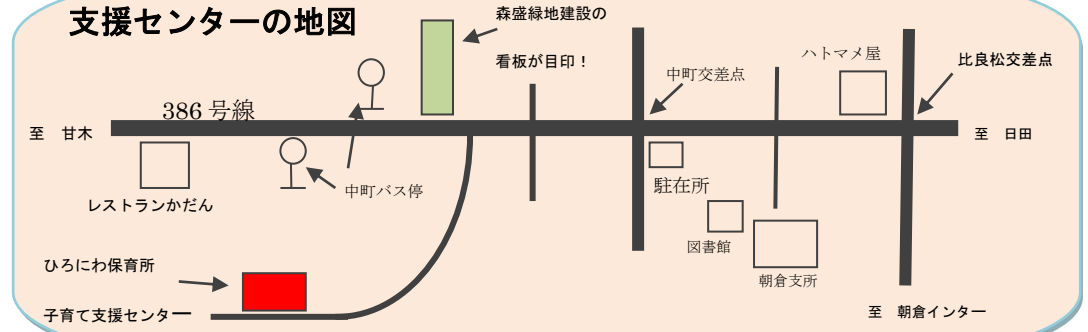 支援センターの地図
森盛緑地建設の
看板が目印！
ハトマメ屋
比良松交差点
中町交差点
386 号線
至　甘木
至　日田
中町バス停
駐在所
レストランかだん
図書館
朝倉支所
ひろにわ保育所
子育て支援センター
至　朝倉インター